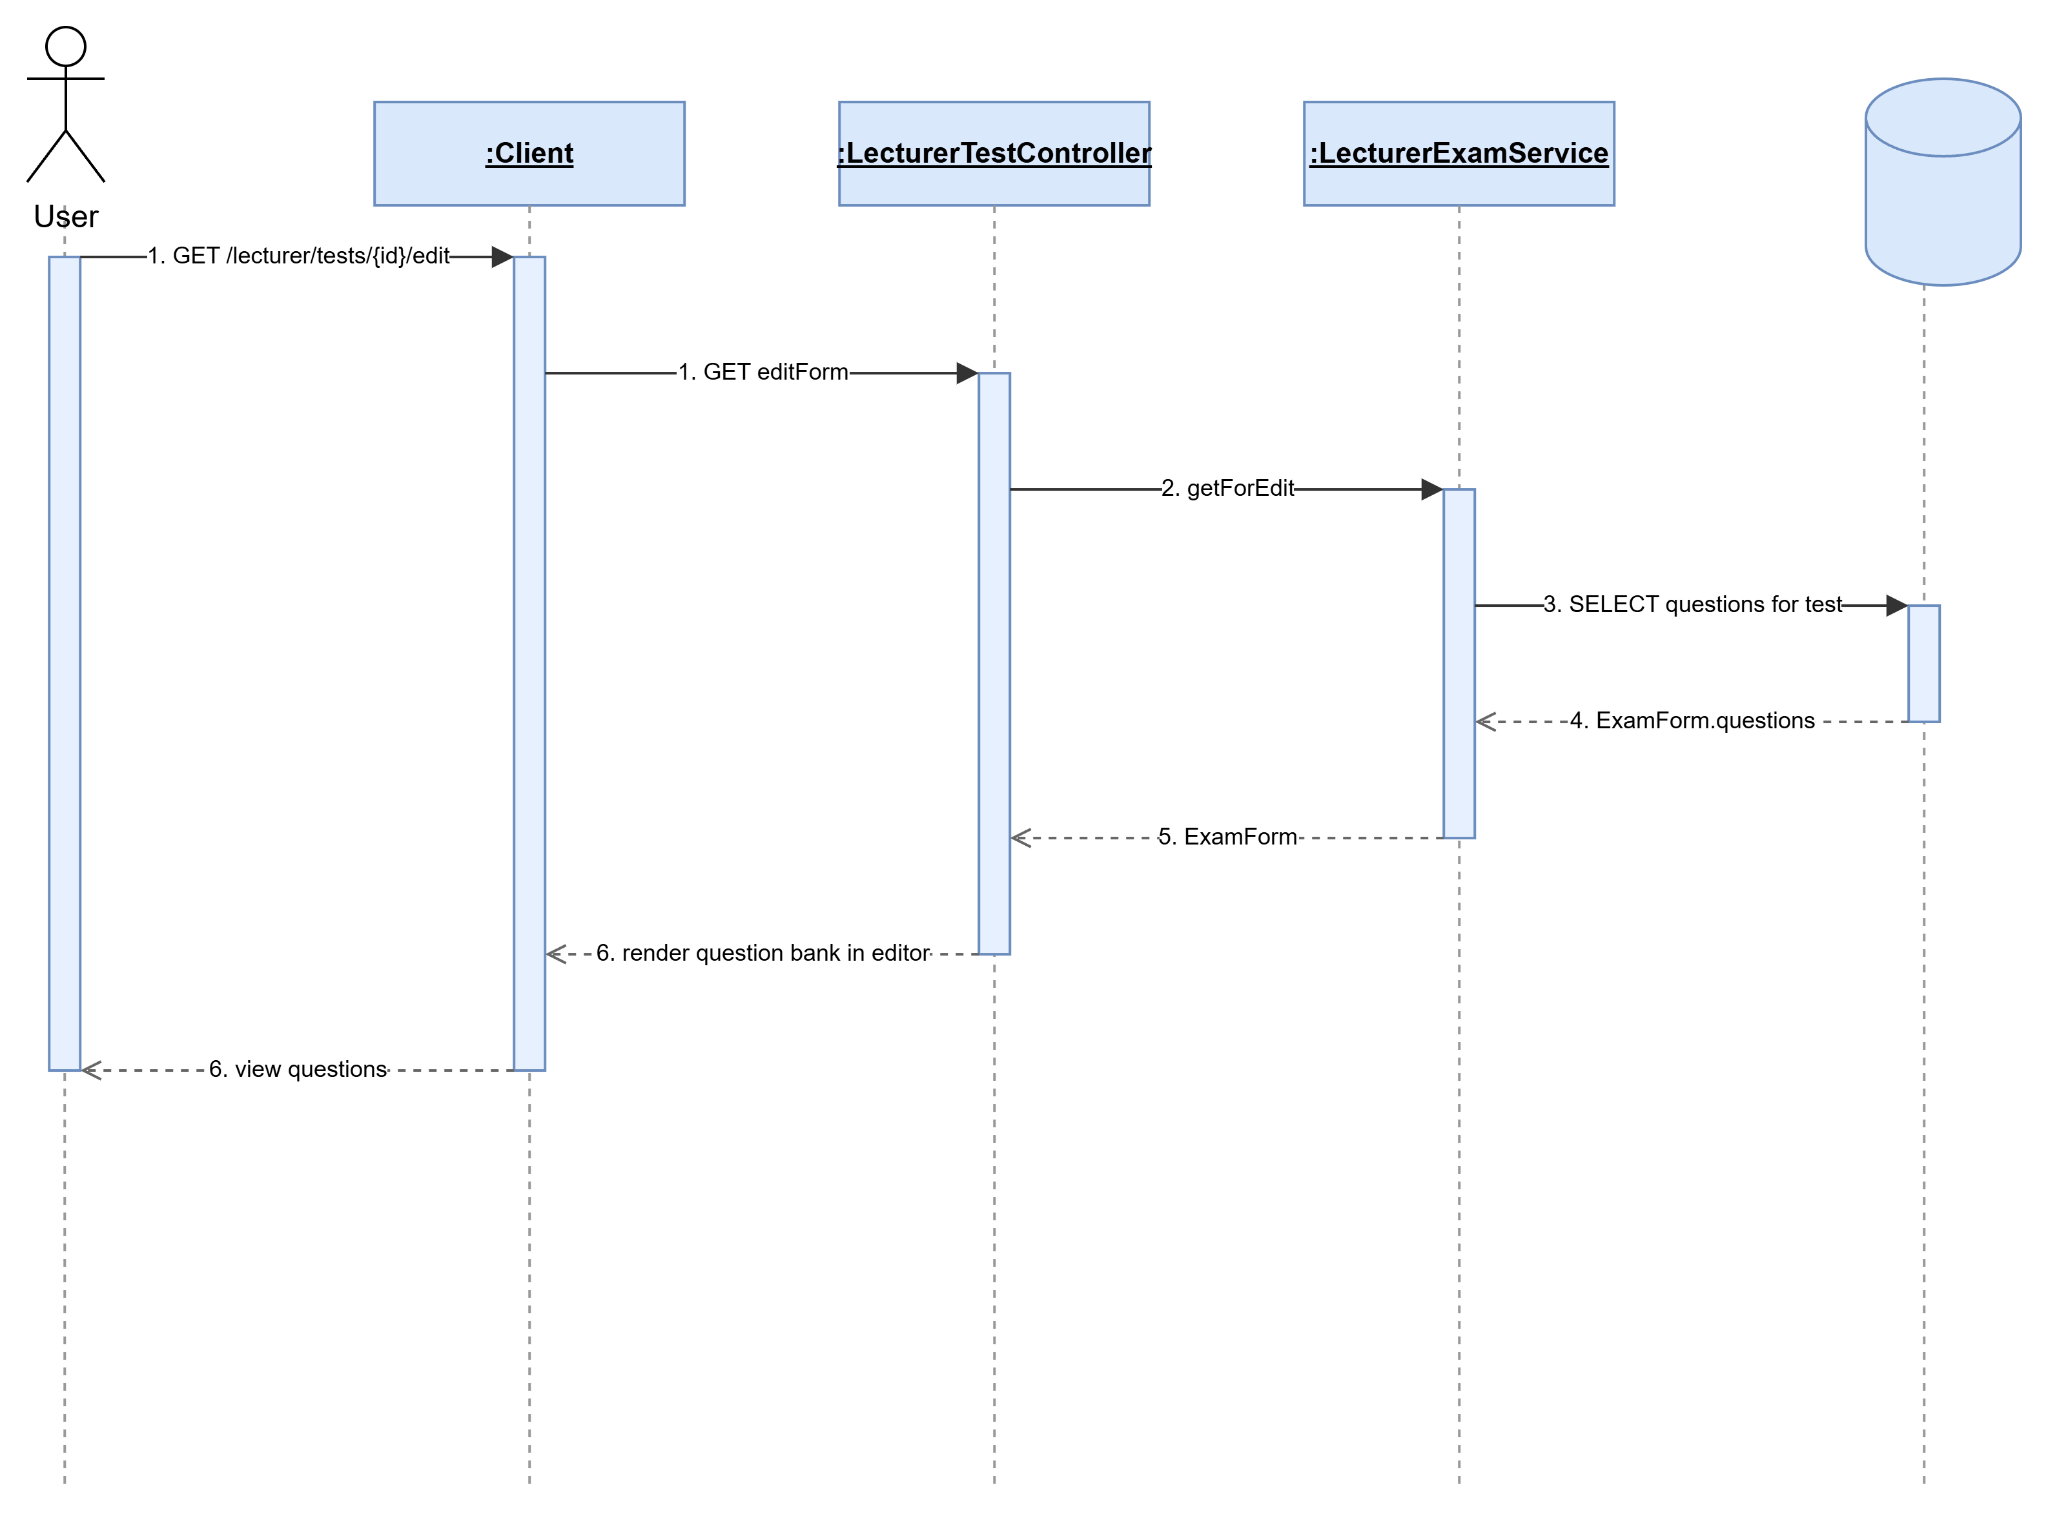 :Client
:LecturerTestController
:LecturerExamService
User
1. GET /lecturer/tests/{id}/edit
1. GET editForm
2. getForEdit
3. SELECT questions for test
4. ExamForm.questions
5. ExamForm
6. render question bank in editor
6. view questions